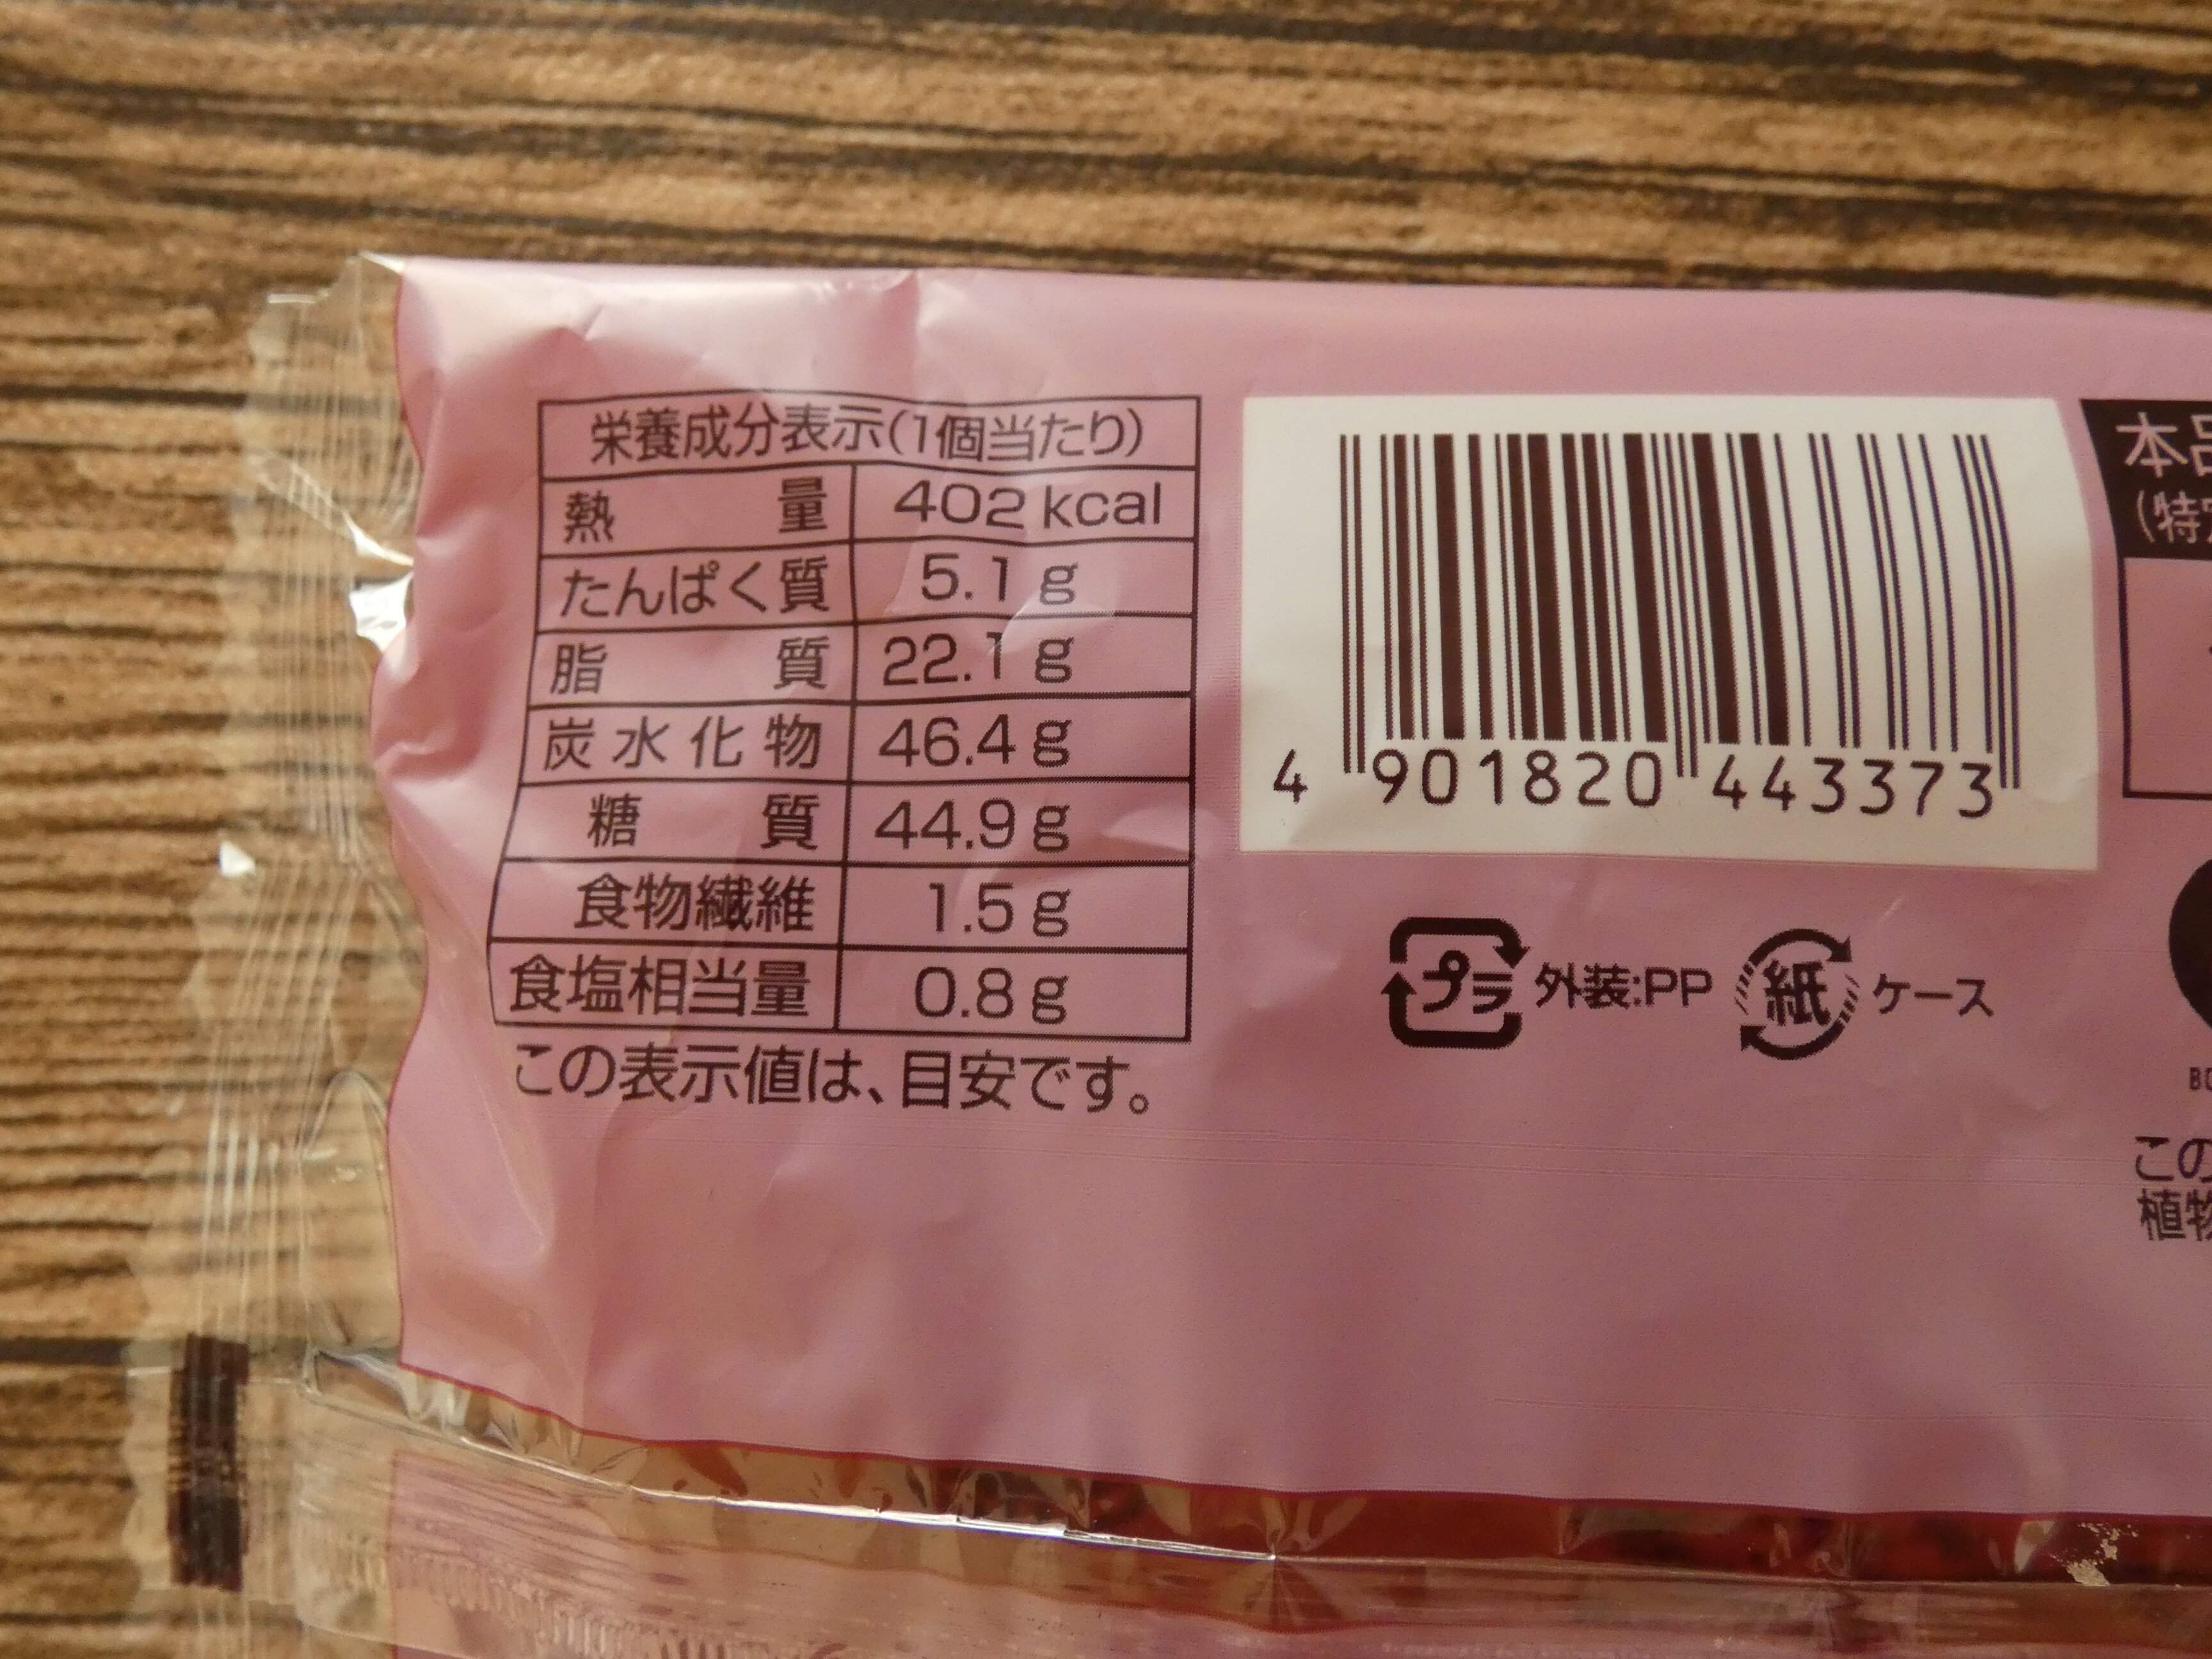 栄養成分表示(1個当たり)
熱量 402 kcal
たんぱく質 5.1 g
脂質 22.1 g
炭水化物 46.4 g
糖質 44.9 g
食物繊維 1.5 g
食塩相当量 0.8 g
この表示値は、目安です。
4 901820 443373
プラ 外装:PP 紙 ケース
本品
(特定
この
植物